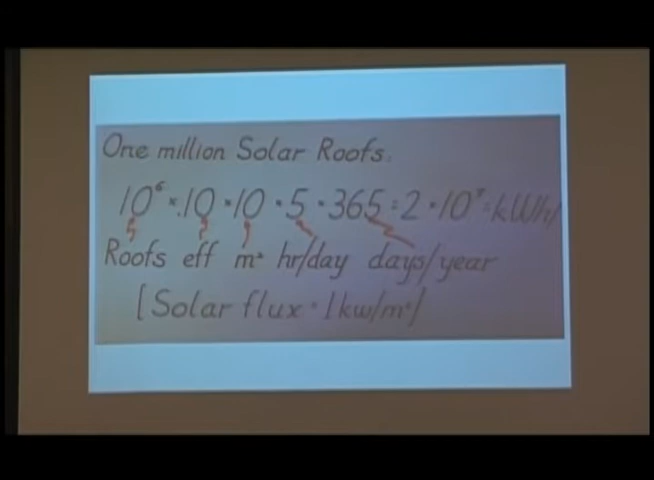 One million Solar Roofs.
10⁶ × .10 × 10 × 5 × 365 = 2 × 10⁹ = kWh/
Roofs eff m² hr/day days/year
[Solar flux = 1kw/m²]